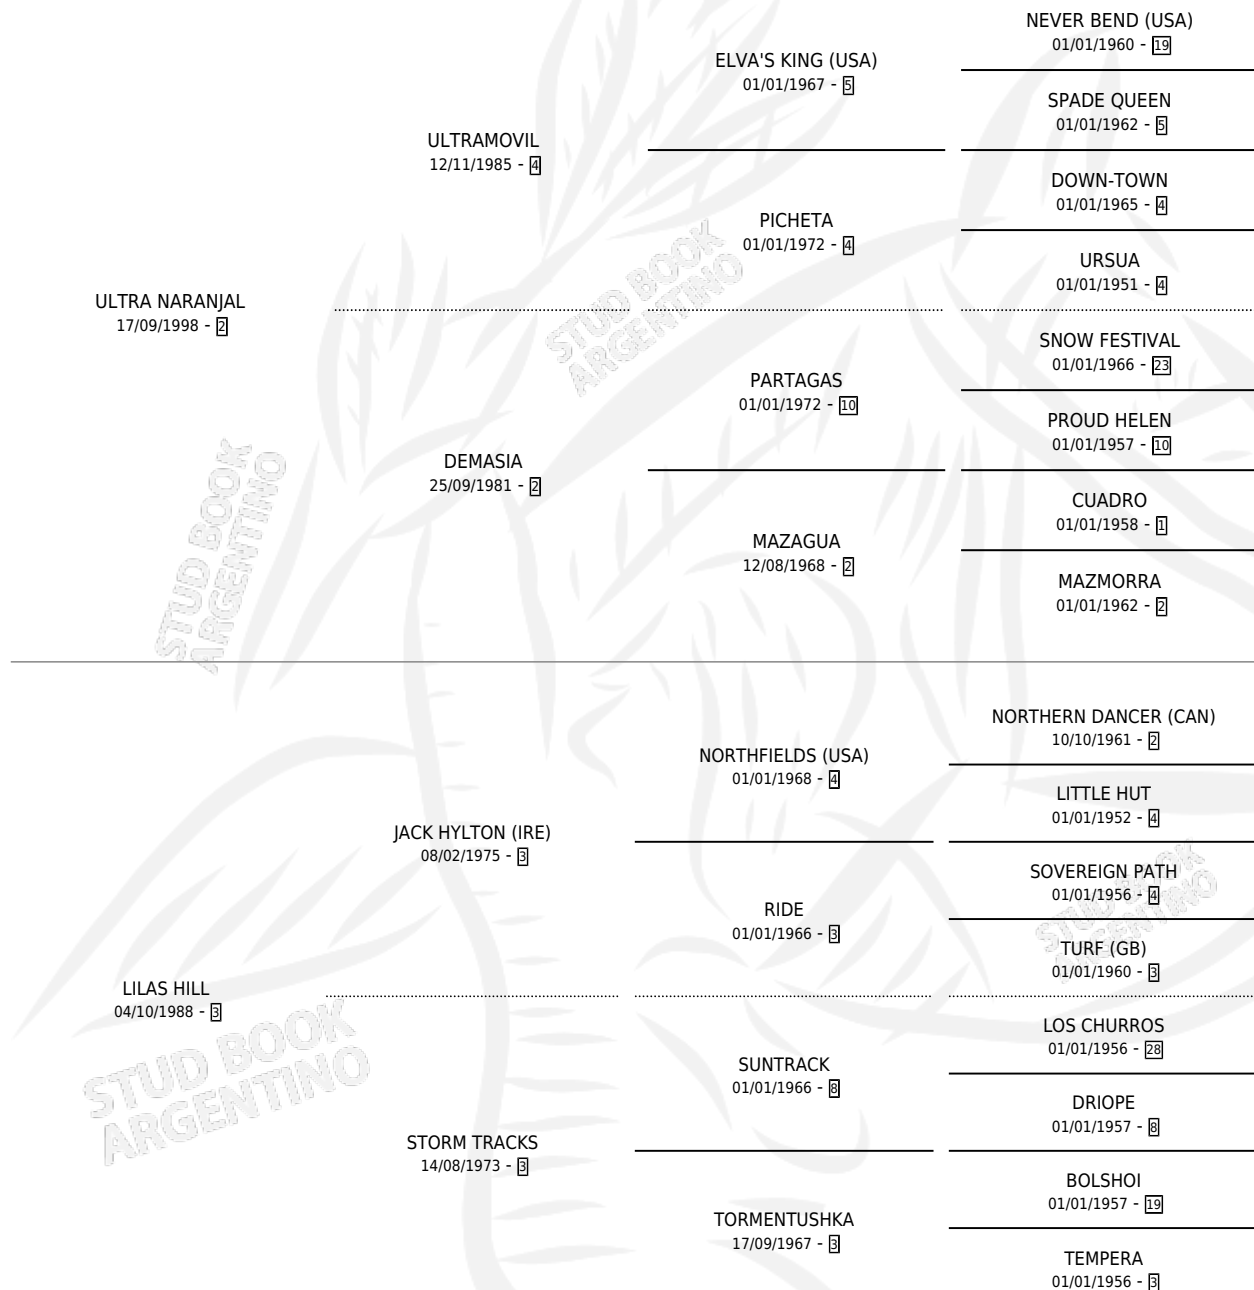 NEVER BEND (USA)
01/01/1960 - 19
ELVA'S KING (USA)
01/01/1967 - 5
SPADE QUEEN
01/01/1962 - 5
ULTRAMOVIL
12/11/1985 - 4
DOWN-TOWN
01/01/1965 - 4
PICHETA
01/01/1972 - 4
URSUA
01/01/1951 - 4
ULTRA NARANJAL
17/09/1998 - 2
STUD BOOK
ARGENTINO
SNOW FESTIVAL
01/01/1966 - 23
PARTAGAS
01/01/1972 - 10
PROUD HELEN
01/01/1957 - 10
DEMASIA
25/09/1981 - 2
CUADRO
01/01/1958 - 1
MAZAGUA
12/08/1968 - 2
MAZMORRA
01/01/1962 - 2
STUD BOOK
ARGENTINO
NORTHERN DANCER (CAN)
10/10/1961 - 2
NORTHFIELDS (USA)
01/01/1968 - 4
LITTLE HUT
01/01/1952 - 4
JACK HYLTON (IRE)
08/02/1975 - 3
SOVEREIGN PATH
01/01/1956 - 4
RIDE
01/01/1966 - 3
STUD BOOK
ARGENTINO
TURF (GB)
01/01/1960 - 3
LILAS HILL
04/10/1988 - 3
STUD BOOK
ARGENTINO
LOS CHURROS
01/01/1956 - 28
SUNTRACK
01/01/1966 - 8
DRIOPE
01/01/1957 - 8
STORM TRACKS
14/08/1973 - 3
BOLSHOI
01/01/1957 - 19
TORMENTUSHKA
17/09/1967 - 3
TEMPERA
01/01/1956 - 3